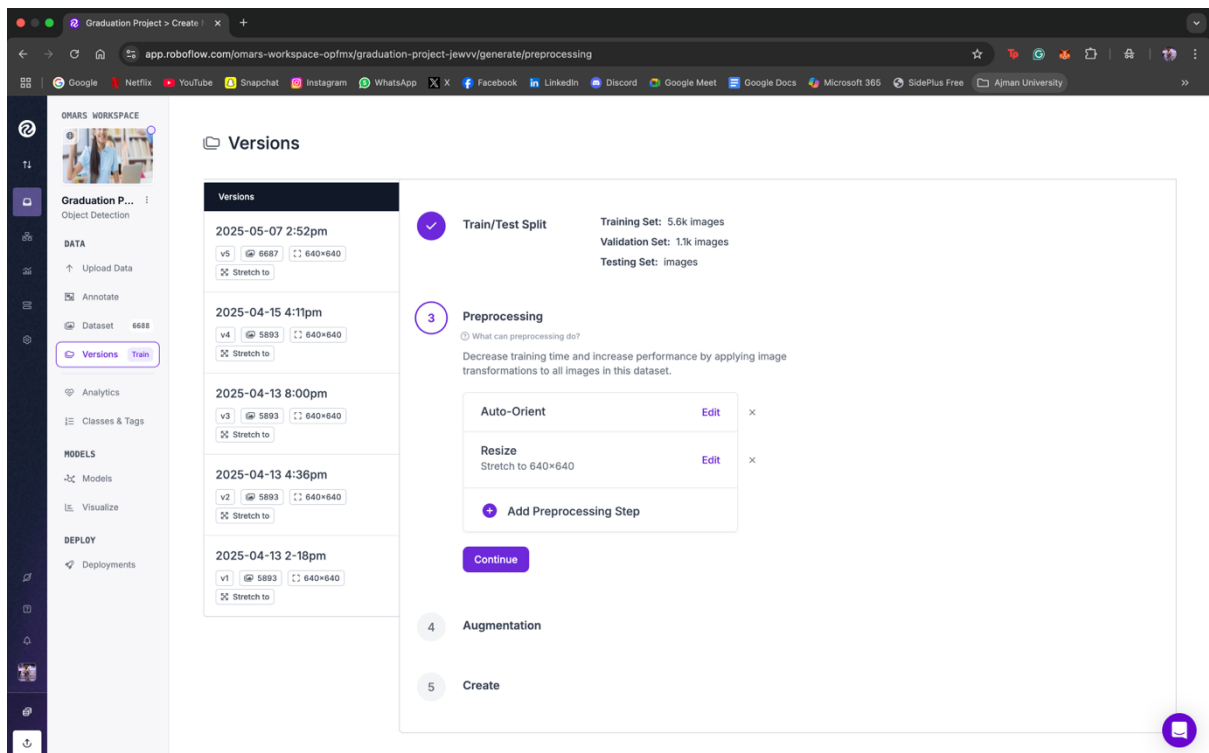 Graduation Project > Create N
app.roboflow.com/omars-workspace-opfmx/graduation-project-jewvv/generate/preprocessing
Google Netflix YouTube Snapchat Instagram WhatsApp X Facebook LinkedIn Discord Google Meet Google Docs Microsoft 365 SidePlus Free Ajman University »
OMARS WORKSPACE
Graduation P...
Object Detection
DATA
Upload Data
Annotate
Dataset 6688
Versions Train
Analytics
Classes & Tags
MODELS
Models
Visualize
DEPLOY
Deployments
Versions
Versions
2025-05-07 2:52pm
v5 6687 640×640
Stretch to
2025-04-15 4:11pm
v4 5893 640×640
Stretch to
2025-04-13 8:00pm
v3 5893 640×640
Stretch to
2025-04-13 4:36pm
v2 5893 640×640
Stretch to
2025-04-13 2-18pm
v1 5893 640×640
Stretch to
Train/Test Split
Training Set: 5.6k images
Validation Set: 1.1k images
Testing Set: images
3 Preprocessing
What can preprocessing do?
Decrease training time and increase performance by applying image
transformations to all images in this dataset.
Auto-Orient Edit ×
Resize
Stretch to 640×640 Edit ×
Add Preprocessing Step
Continue
4 Augmentation
5 Create